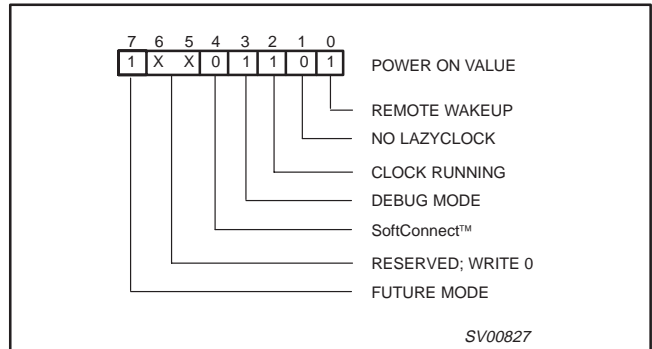 7 6 5 4 3 2 1 0
1 X X 0 1 1 0 1 POWER ON VALUE
REMOTE WAKEUP
NO LAZYCLOCK
CLOCK RUNNING
DEBUG MODE
SoftConnect™
RESERVED; WRITE 0
FUTURE MODE
SV00827